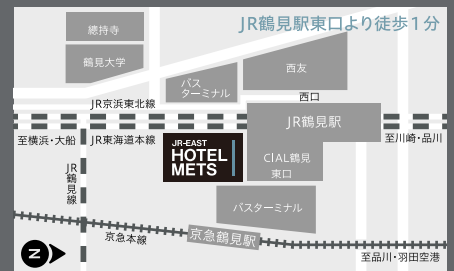 JR鶴見駅東口より徒歩1分
總持寺
鶴見大学
バス
ターミナル
西友
西口
JR京浜東北線
JR鶴見駅
至横浜・大船
JR東海道本線
至川崎・品川
JR-EAST
HOTEL
METS
CIAL鶴見
東口
JR鶴見線
バスターミナル
京急本線
京急鶴見駅
至品川・羽田空港
N